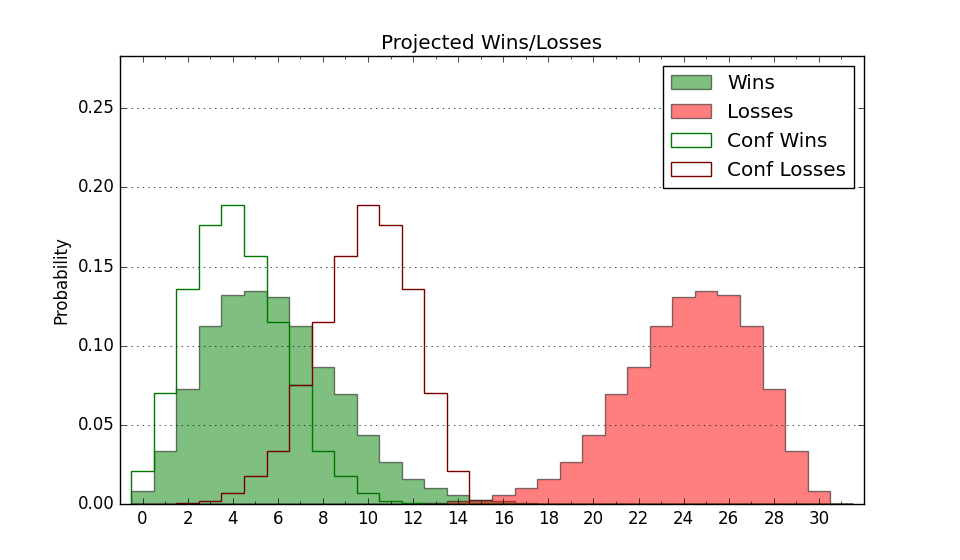 Projected Wins/Losses
Wins
Losses
Conf Wins
Conf Losses
Probability
0.25
0.20
0.15
0.10
0.05
0.00
0 2 4 6 8 10 12 14 16 18 20 22 24 26 28 30